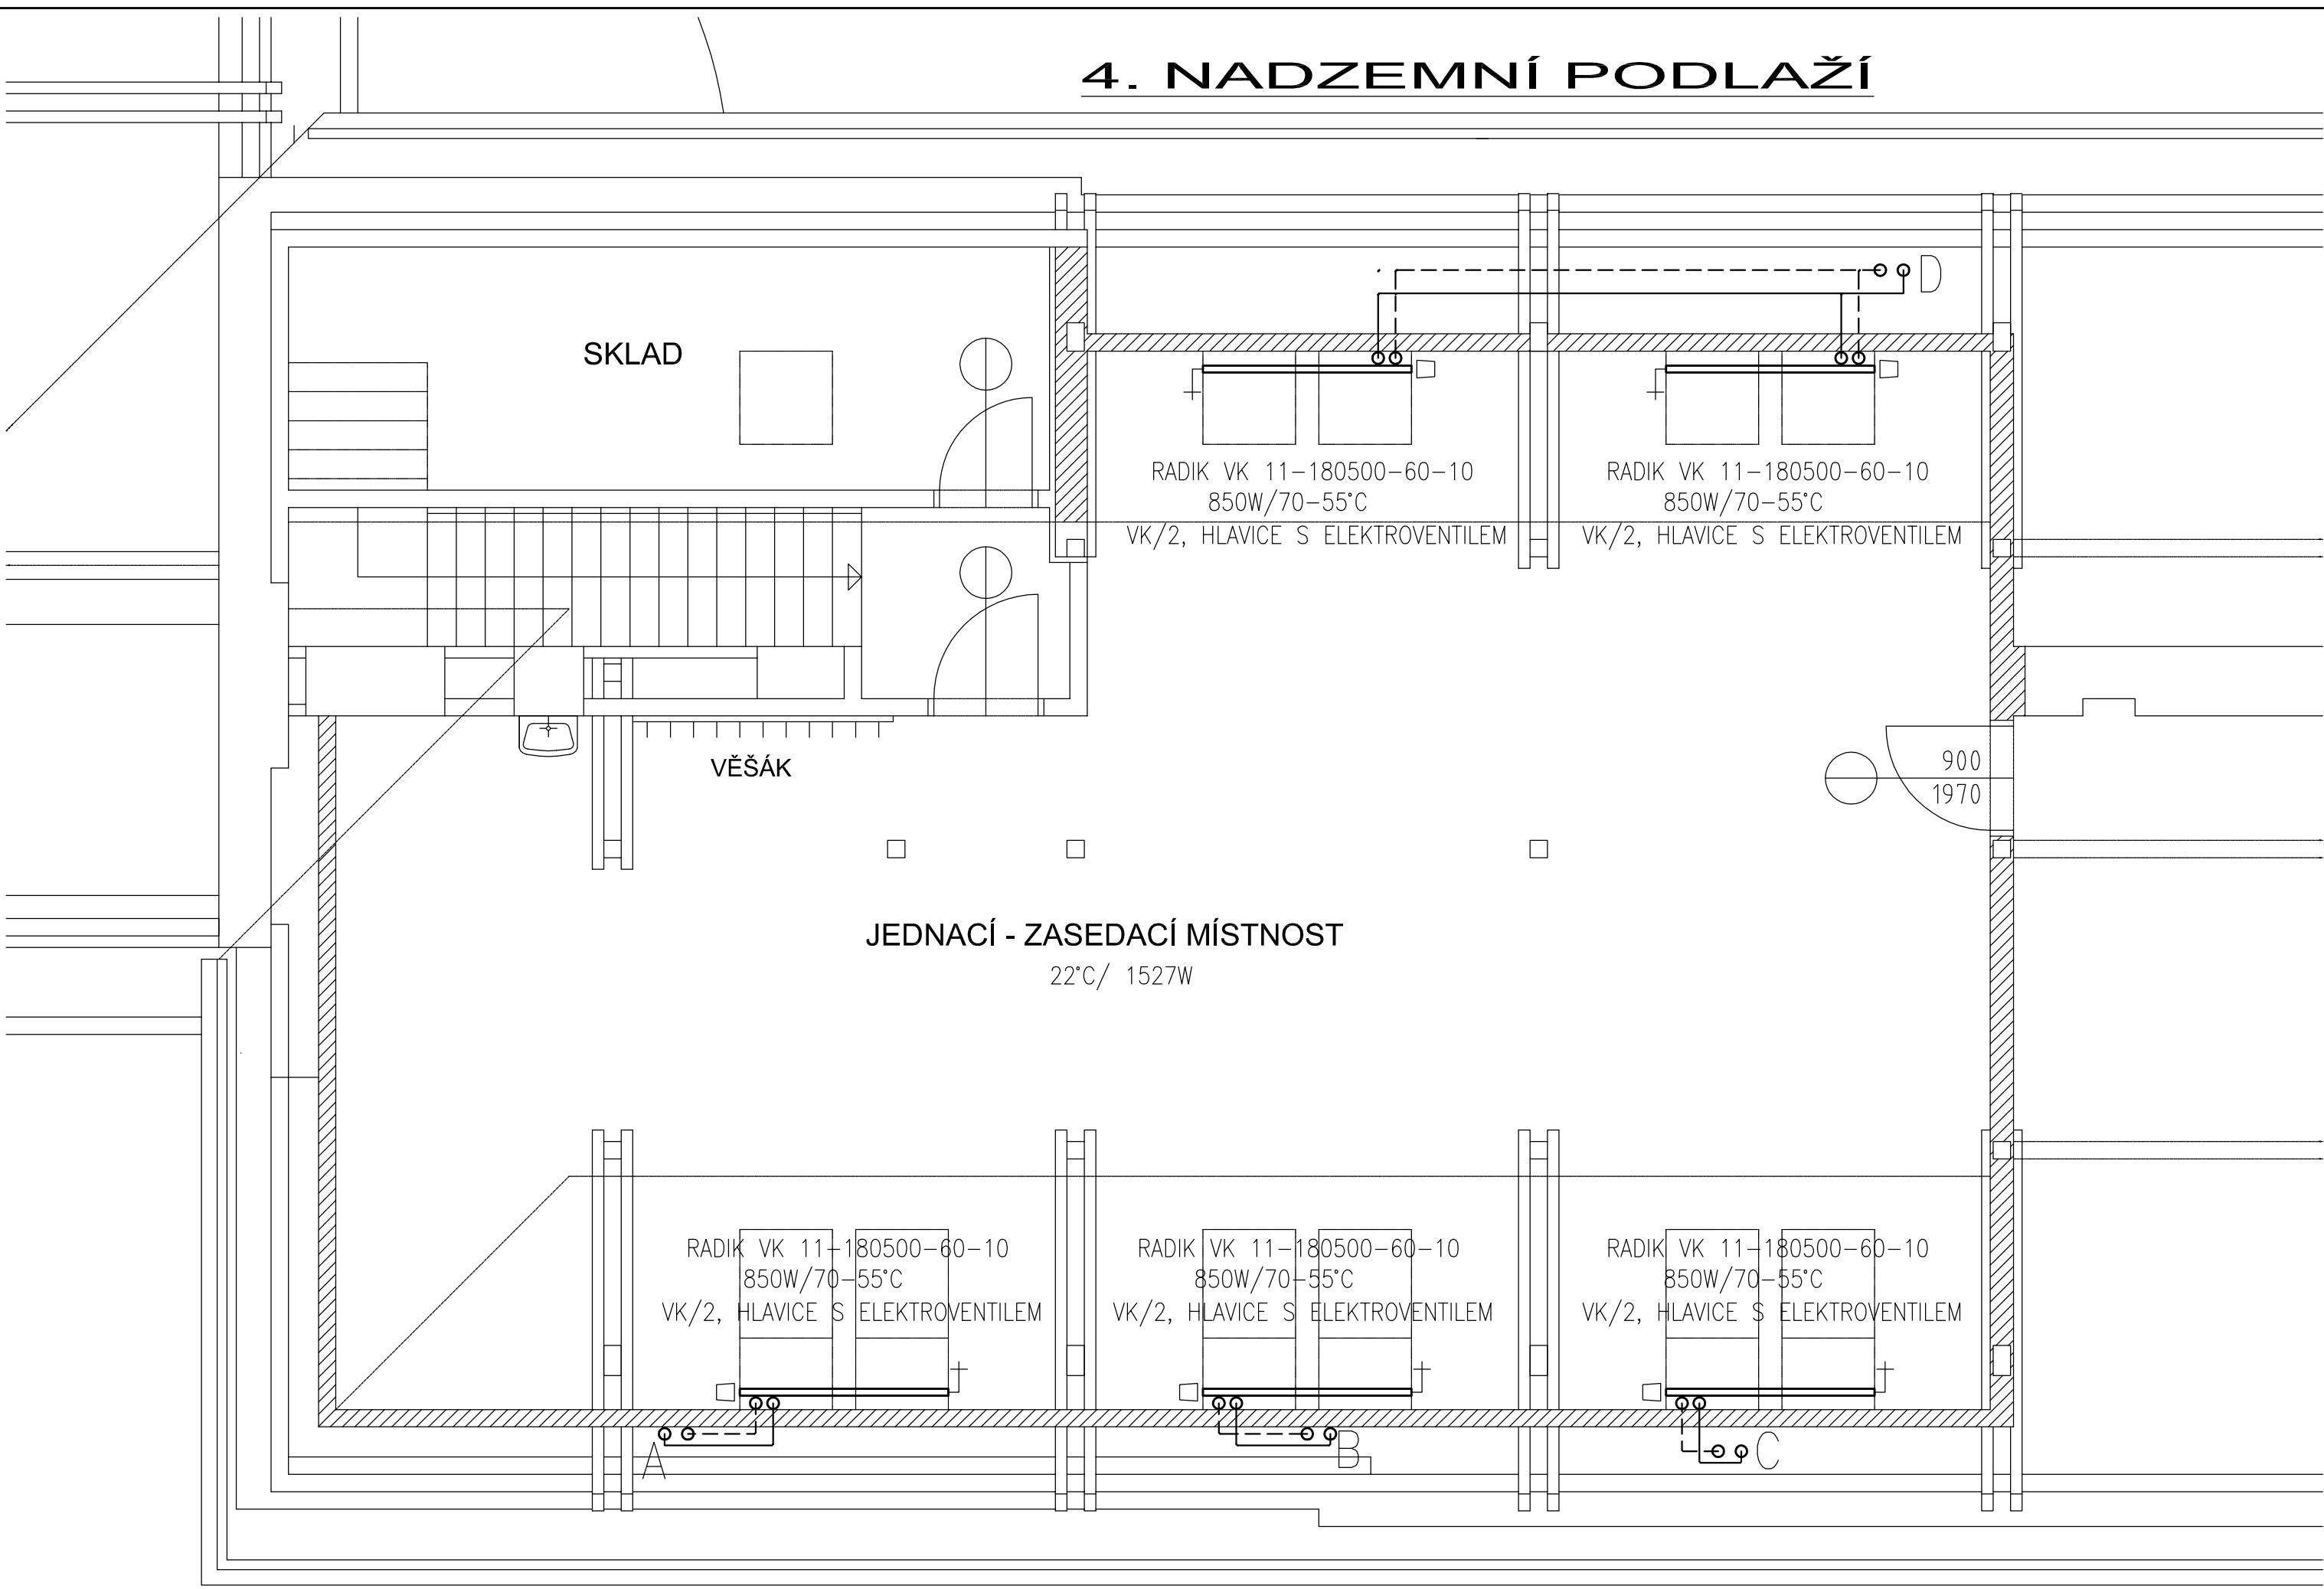 4. NADZEMNÍ PODLAŽÍ
D
SKLAD
RADIK VK 11-180500-60-10
850W/70-55°C
VK/2, HLAVICE S ELEKTROVENTILEM
RADIK VK 11-180500-60-10
850W/70-55°C
VK/2, HLAVICE S ELEKTROVENTILEM
VĚŠÁK
900
1970
JEDNACÍ - ZASEDACÍ MÍSTNOST
22°C/ 1527W
RADIK VK 11-180500-60-10
850W/70-55°C
VK/2, HLAVICE S ELEKTROVENTILEM
RADIK VK 11-180500-60-10
850W/70-55°C
VK/2, HLAVICE S ELEKTROVENTILEM
RADIK VK 11-180500-60-10
850W/70-55°C
VK/2, HLAVICE S ELEKTROVENTILEM
A
B
C